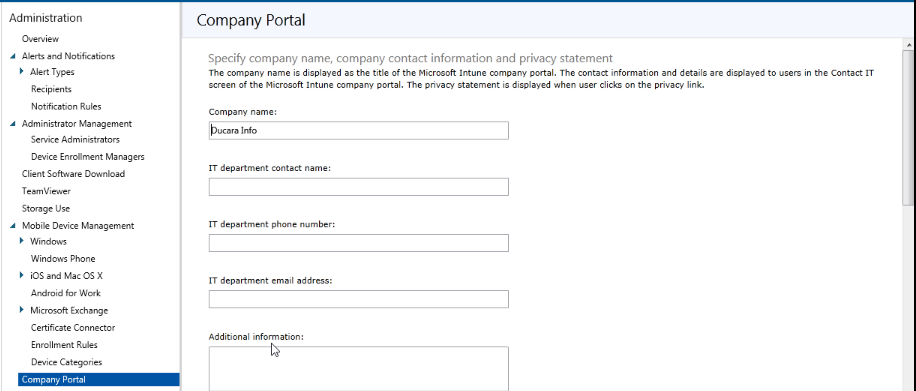 Administration
Overview
Alerts and Notifications
Alert Types
Recipients
Notification Rules
Administrator Management
Service Administrators
Device Enrollment Managers
Client Software Download
TeamViewer
Storage Use
Mobile Device Management
Windows
Windows Phone
iOS and Mac OS X
Android for Work
Microsoft Exchange
Certificate Connector
Enrollment Rules
Device Categories
Company Portal
Company Portal
Specify company name, company contact information and privacy statement
The company name is displayed as the title of the Microsoft Intune company portal. The contact information and details are displayed to users in the Contact IT
screen of the Microsoft Intune company portal. The privacy statement is displayed when user clicks on the privacy link.
Company name:
Ducara Info
IT department contact name:
IT department phone number:
IT department email address:
Additional information: